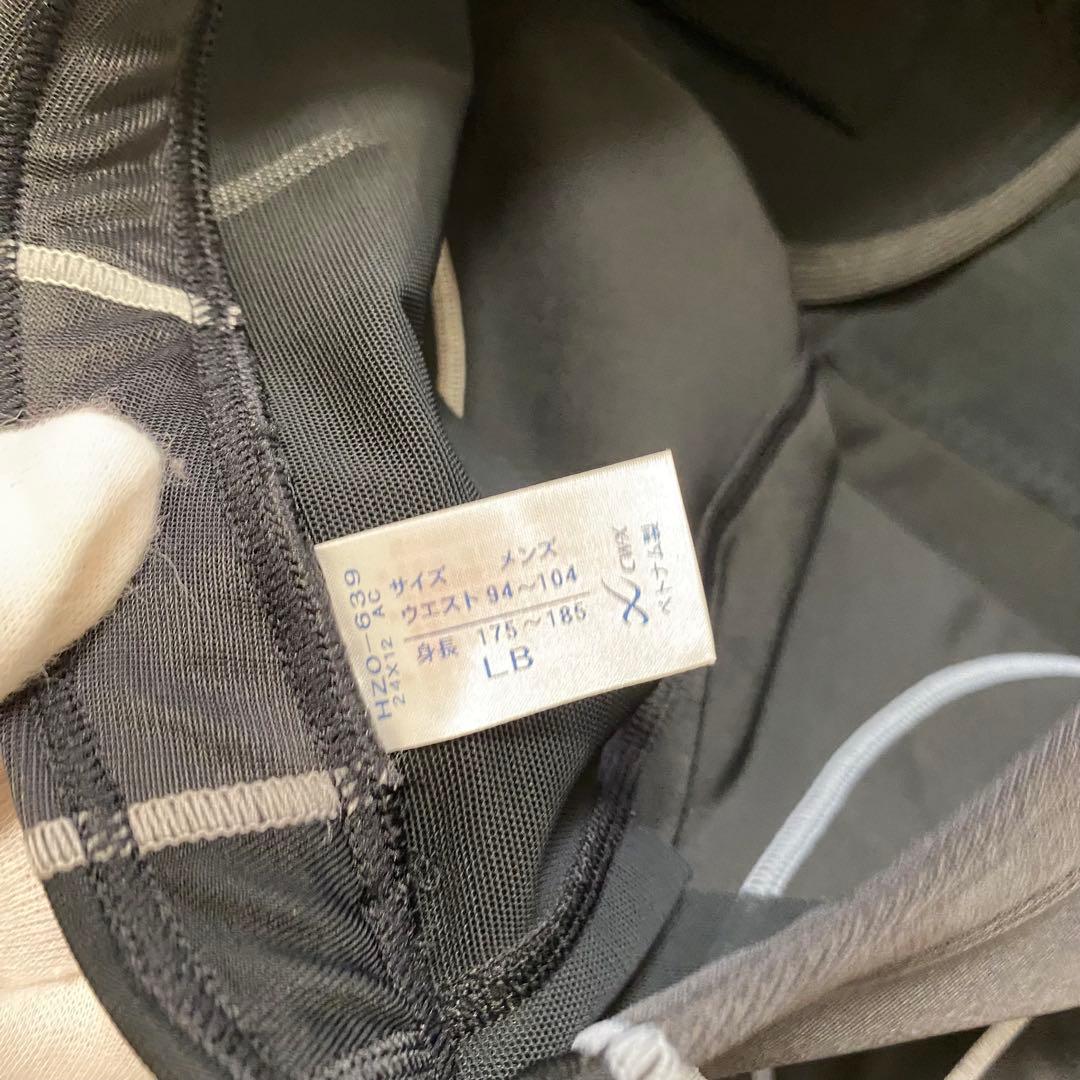 HZO-639
24X12 AC
サイズ メンズ
ウエスト 94～104
身長 175～185
LB
CWX
ベトナム製